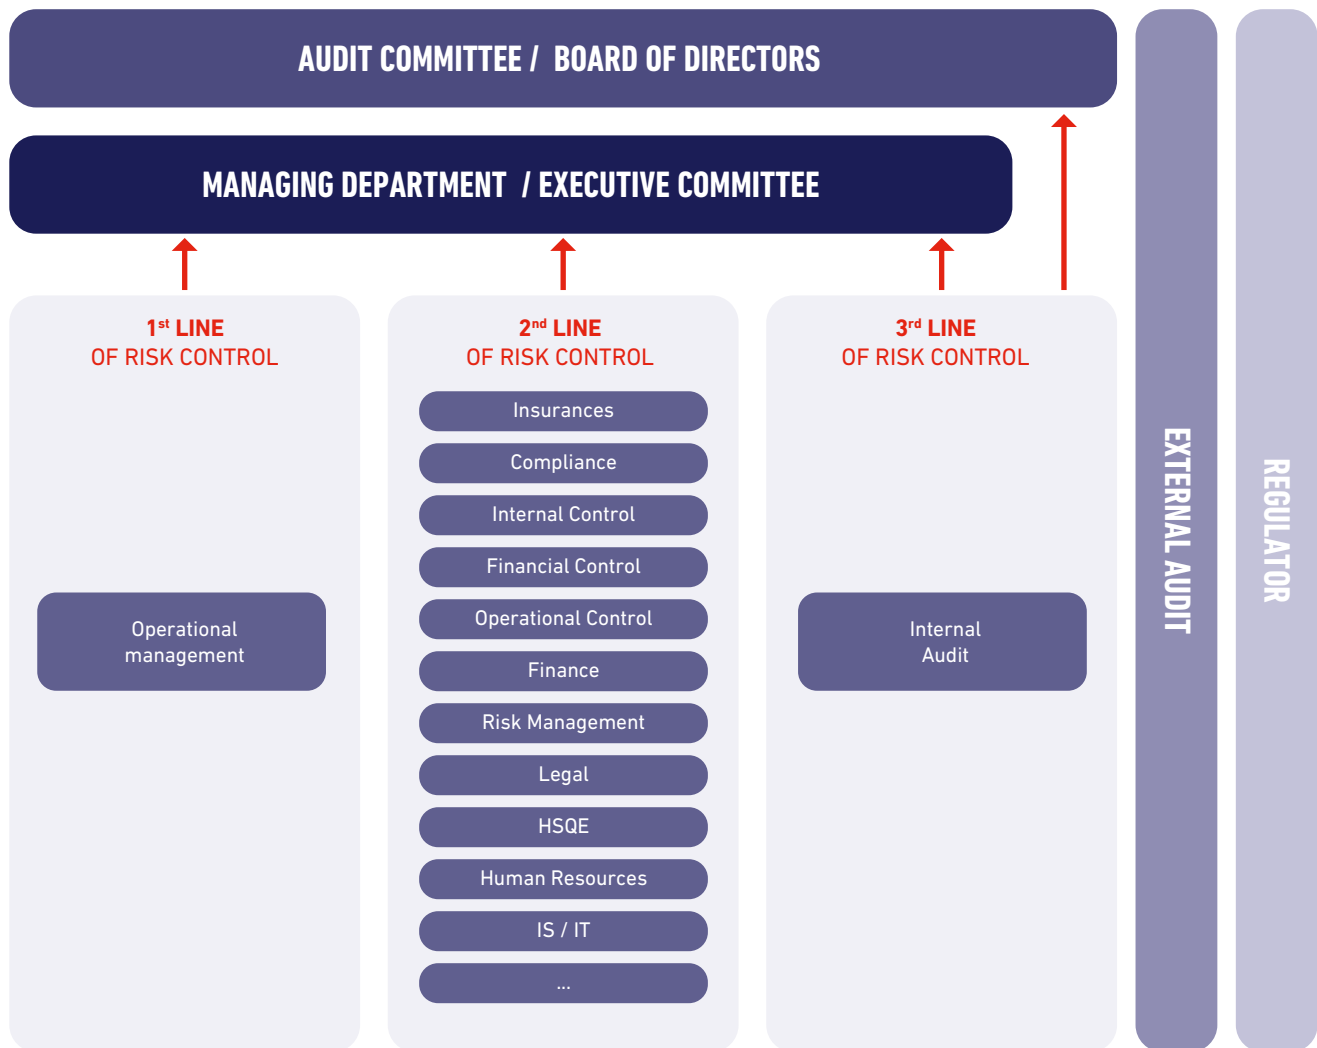 AUDIT COMMITTEE / BOARD OF DIRECTORS
MANAGING DEPARTMENT / EXECUTIVE COMMITTEE
1st LINE
OF RISK CONTROL
Operational
management
2nd LINE
OF RISK CONTROL
Insurances
Compliance
Internal Control
Financial Control
Operational Control
Finance
Risk Management
Legal
HSQE
Human Resources
IS / IT
...
3rd LINE
OF RISK CONTROL
Internal
Audit
EXTERNAL AUDIT
REGULATOR